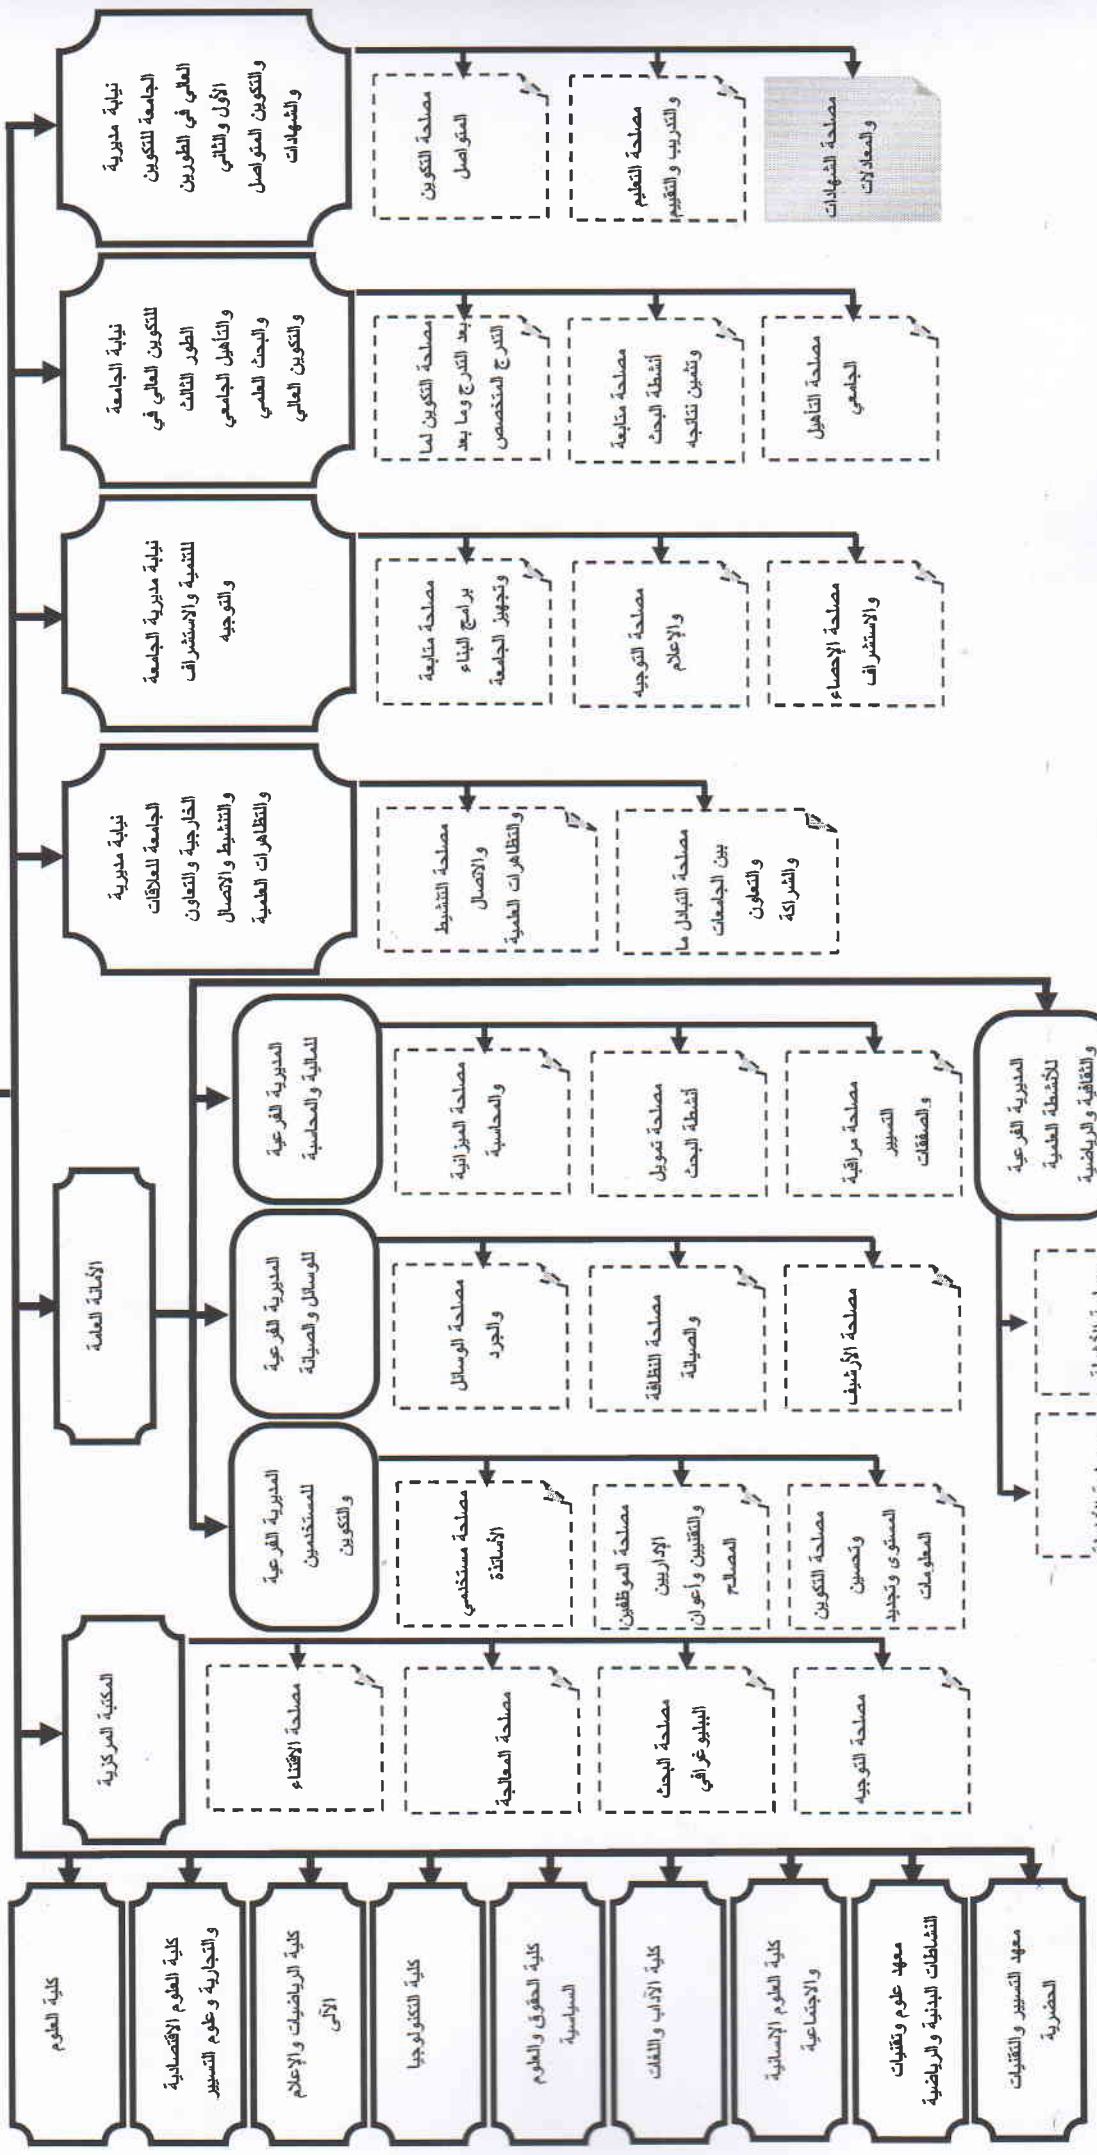 نيابة مديرية
الجامعة للتكوين
العالي في الطورين
الأول والثاني
والتكوين المتواصل
والشهادات
مصلحة التكوين
المتواصل
مصلحة التعليم
والتدريب والتقييم
مصلحة الشهادات
والمعادلات
نيابة الجامعة
للتكوين العالي في
الطور الثالث
والتأهيل الجامعي
والبحث العلمي
والتكوين العالي
مصلحة التكوين لما
بعد التدرج وما بعد
التدرج المتخصص
مصلحة متابعة
أنشطة البحث
وتثمين نتائجه
مصلحة التأهيل
الجامعي
نيابة مديرية الجامعة
للتنمية والاستشراف
والتوجيه
مصلحة متابعة
برامج البناء
وتجهيز الجامعة
مصلحة التوجيه
والإعلام
مصلحة الإحصاء
والاستشراف
نيابة مديرية
الجامعة للعلاقات
الخارجية والتعاون
والتنشيط والاتصال
والتظاهرات العلمية
مصلحة التنشيط
والاتصال
والتظاهرات العلمية
مصلحة التبادل ما
بين الجامعات
والتعاون
والشراكة
الأمانة العامة
المديرية الفرعية
للمالية والمحاسبة
مصلحة الميزانية
والمحاسبة
مصلحة تمويل
أنشطة البحث
مصلحة مراقبة
التسيير
والصفقات
المديرية الفرعية
للأنشطة العلمية
والثقافية والرياضية
المديرية الفرعية
للوسائل والصيانة
مصلحة الوسائل
والجرد
مصلحة النظافة
والصيانة
مصلحة الأرشيف
المديرية الفرعية
للمستخدمين
والتكوين
مصلحة مستخدمي
الأساتذة
مصلحة الموظفين
الإداريين
والتقنيين وأعوان
المصالح
مصلحة التكوين
وتحسين
المستوى وتجديد
المعلومات
المكتبة المركزية
مصلحة الاقتناء
مصلحة المعالجة
مصلحة البحث
الببليوغرافي
مصلحة التوجيه
كلية العلوم
كلية العلوم الاقتصادية
والتجارية وعلوم التسيير
كلية الرياضيات والإعلام
الآلي
كلية التكنولوجيا
كلية الحقوق والعلوم
السياسية
كلية الآداب واللغات
كلية العلوم الإنسانية
والاجتماعية
معهد علوم وتقنيات
النشاطات البدنية والرياضية
معهد التسيير والتقنيات
الحضرية